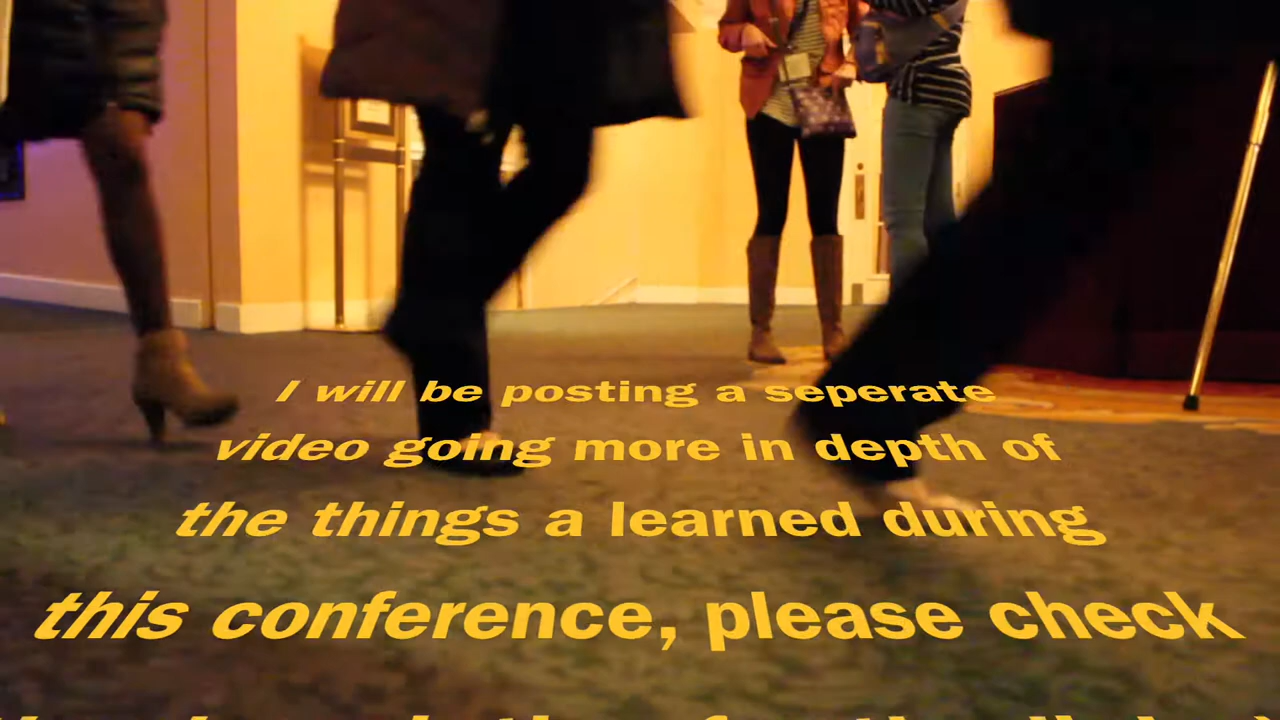 I will be posting a seperate
video going more in depth of
the things a learned during
this conference, please check